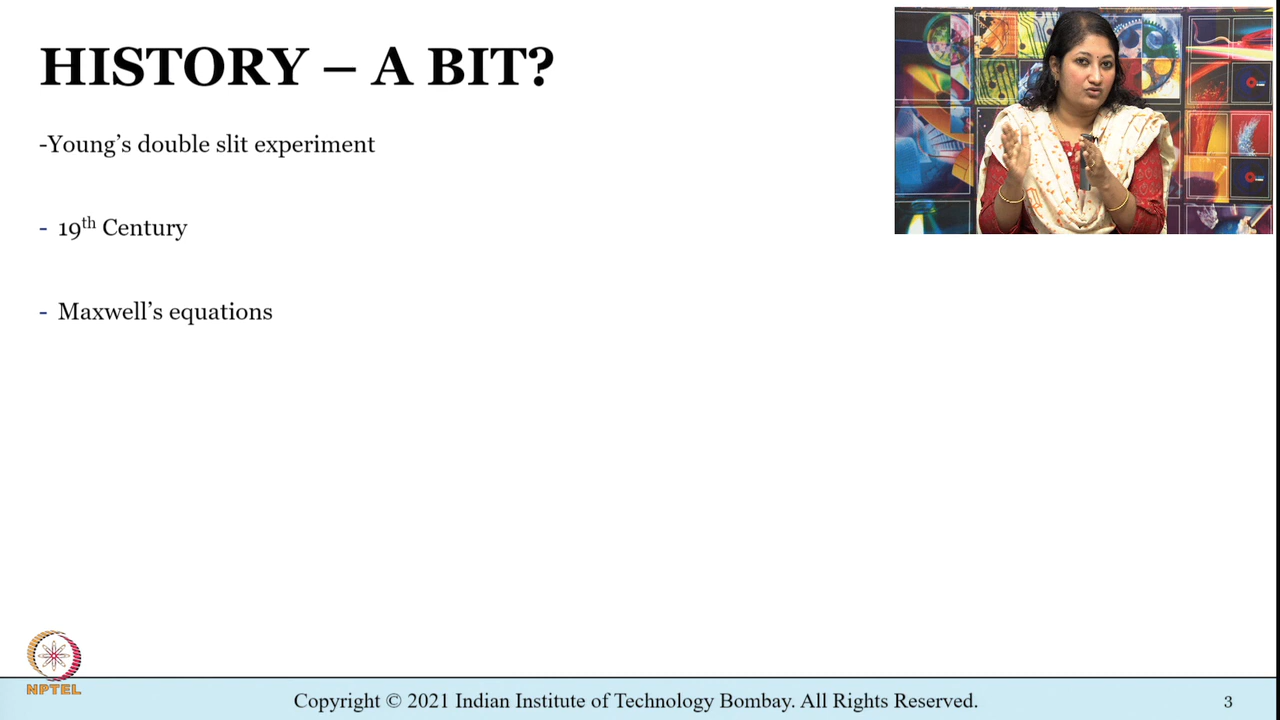 HISTORY – A BIT?
-Young’s double slit experiment
- 19th Century
- Maxwell’s equations
NPTEL
Copyright © 2021 Indian Institute of Technology Bombay. All Rights Reserved.
3